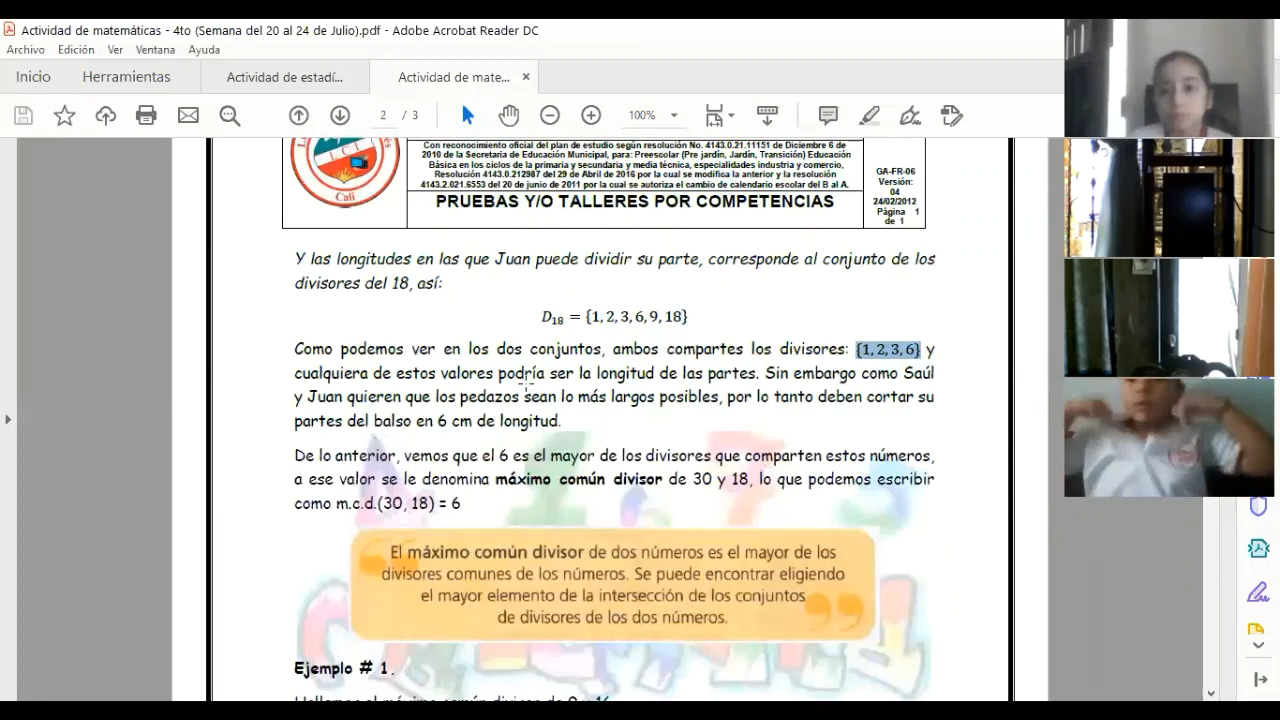 Actividad de matemáticas - 4to (Semana del 20 al 24 de Julio).pdf - Adobe Acrobat Reader DC
Archivo Edición Ver Ventana Ayuda
Inicio Herramientas Actividad de estadí... Actividad de mate... ×
2 / 3 100%
Con reconocimiento oficial del plan de estudio según resolución No. 4143.0.21.11151 de Diciembre 6 de
2010 de la Secretaria de Educación Municipal, para: Preescolar (Pre jardín, Jardín, Transición) Educación
Básica en los ciclos de la primaria y secundaria y media técnica, especialidades industria y comercio,
Resolución 4143.0.212987 del 29 de Abril de 2016 por la cual se modifica la anterior y la resolución
4143.2.021.6553 del 20 de junio de 2011 por la cual se autoriza el cambio de calendario escolar del B al A.
PRUEBAS Y/O TALLERES POR COMPETENCIAS
GA-FR-06
Versión:
04
24/02/2012
Página 1
de 1
L.C.T
Cali
Y las longitudes en las que Juan puede dividir su parte, corresponde al conjunto de los
divisores del 18, así:
D₁₈ = {1, 2, 3, 6, 9, 18}
Como podemos ver en los dos conjuntos, ambos compartes los divisores: {1, 2, 3, 6} y
cualquiera de estos valores podría ser la longitud de las partes. Sin embargo como Saúl
y Juan quieren que los pedazos sean lo más largos posibles, por lo tanto deben cortar su
partes del balso en 6 cm de longitud.
De lo anterior, vemos que el 6 es el mayor de los divisores que comparten estos números,
a ese valor se le denomina máximo común divisor de 30 y 18, lo que podemos escribir
como m.c.d.(30, 18) = 6
El máximo común divisor de dos números es el mayor de los
divisores comunes de los números. Se puede encontrar eligiendo
el mayor elemento de la intersección de los conjuntos
de divisores de los dos números.
Ejemplo # 1.